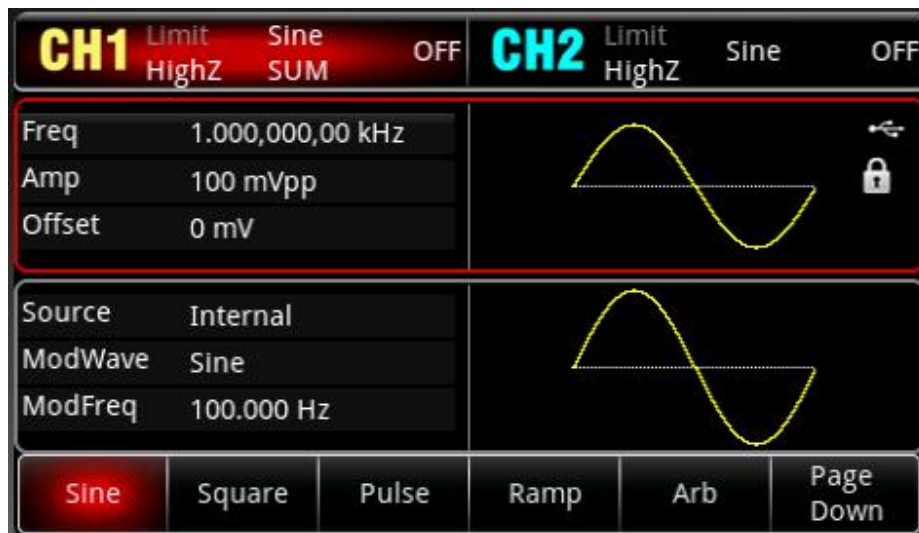 CH1 Limit Sine OFF CH2 Limit Sine OFF
HighZ SUM HighZ
Freq 1.000,000,00 kHz
Amp 100 mVpp
Offset 0 mV
Source Internal
ModWave Sine
ModFreq 100.000 Hz
Sine Square Pulse Ramp Arb Page Down